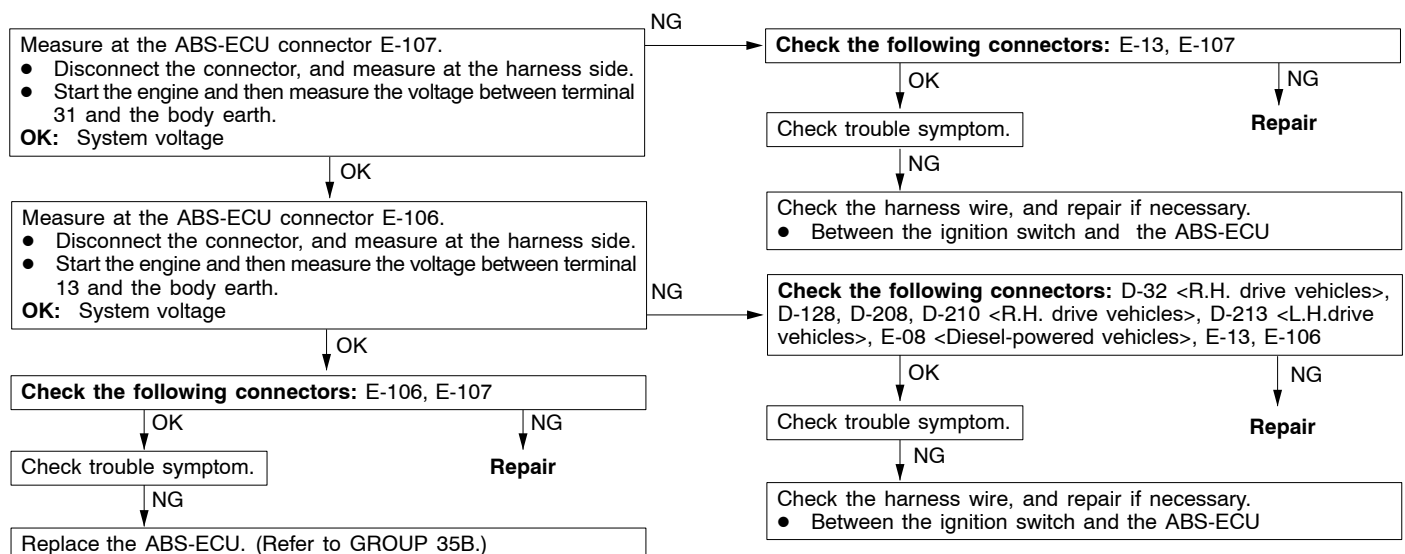 Measure at the ABS-ECU connector E-107.
● Disconnect the connector, and measure at the harness side.
● Start the engine and then measure the voltage between terminal
31 and the body earth.
OK: System voltage
NG
Check the following connectors: E-13, E-107
OK
NG
Check trouble symptom.
Repair
NG
Check the harness wire, and repair if necessary.
● Between the ignition switch and the ABS-ECU
OK
Measure at the ABS-ECU connector E-106.
● Disconnect the connector, and measure at the harness side.
● Start the engine and then measure the voltage between terminal
13 and the body earth.
OK: System voltage
NG
Check the following connectors: D-32 <R.H. drive vehicles>,
D-128, D-208, D-210 <R.H. drive vehicles>, D-213 <L.H.drive
vehicles>, E-08 <Diesel-powered vehicles>, E-13, E-106
OK
NG
Check trouble symptom.
Repair
NG
Check the harness wire, and repair if necessary.
● Between the ignition switch and the ABS-ECU
OK
Check the following connectors: E-106, E-107
OK
NG
Check trouble symptom.
Repair
NG
Replace the ABS-ECU. (Refer to GROUP 35B.)